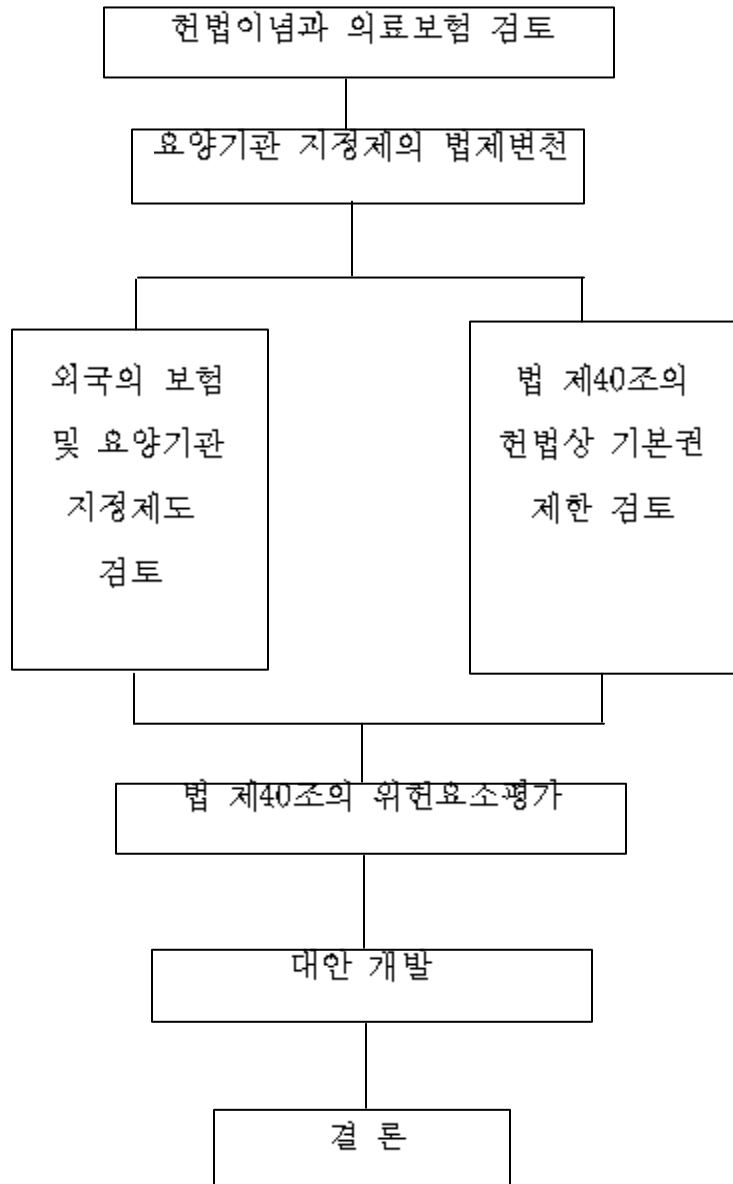 헌법이념과 의료보험 검토
요양기관 지정제의 법제변천
외국의 보험
및 요양기관
지정제도
검토
법 제40조의
헌법상 기본권
제한 검토
법 제40조의 위헌요소평가
대안 개발
결 론